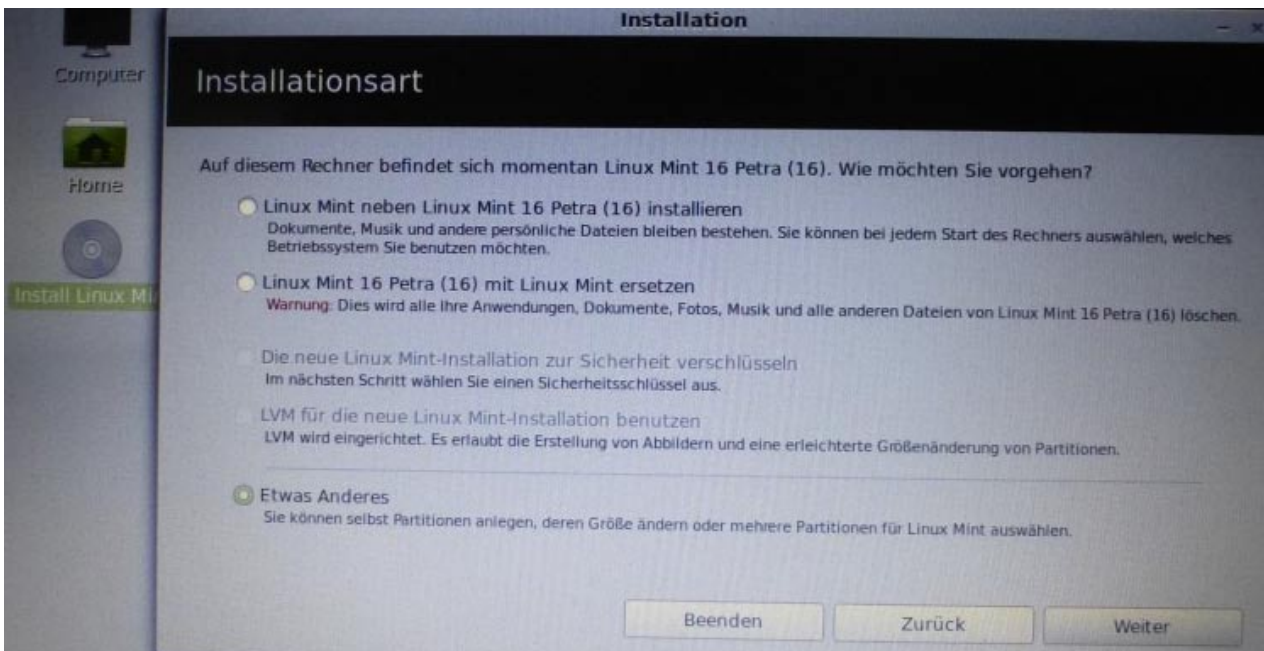 Installation
Computer
Installationsart
Auf diesem Rechner befindet sich momentan Linux Mint 16 Petra (16). Wie möchten Sie vorgehen?
Home
Linux Mint neben Linux Mint 16 Petra (16) installieren
Dokumente, Musik und andere persönliche Dateien bleiben bestehen. Sie können bei jedem Start des Rechners auswählen, welches
Betriebssystem Sie benutzen möchten.
Linux Mint 16 Petra (16) mit Linux Mint ersetzen
Warnung: Dies wird alle Ihre Anwendungen, Dokumente, Fotos, Musik und alle anderen Dateien von Linux Mint 16 Petra (16) löschen.
Install Linux Mi
Die neue Linux Mint-Installation zur Sicherheit verschlüsseln
Im nächsten Schritt wählen Sie einen Sicherheitsschlüssel aus.
LVM für die neue Linux Mint-Installation benutzen
LVM wird eingerichtet. Es erlaubt die Erstellung von Abbildern und eine erleichterte Größenänderung von Partitionen.
Etwas Anderes
Sie können selbst Partitionen anlegen, deren Größe ändern oder mehrere Partitionen für Linux Mint auswählen.
Beenden
Zurück
Weiter